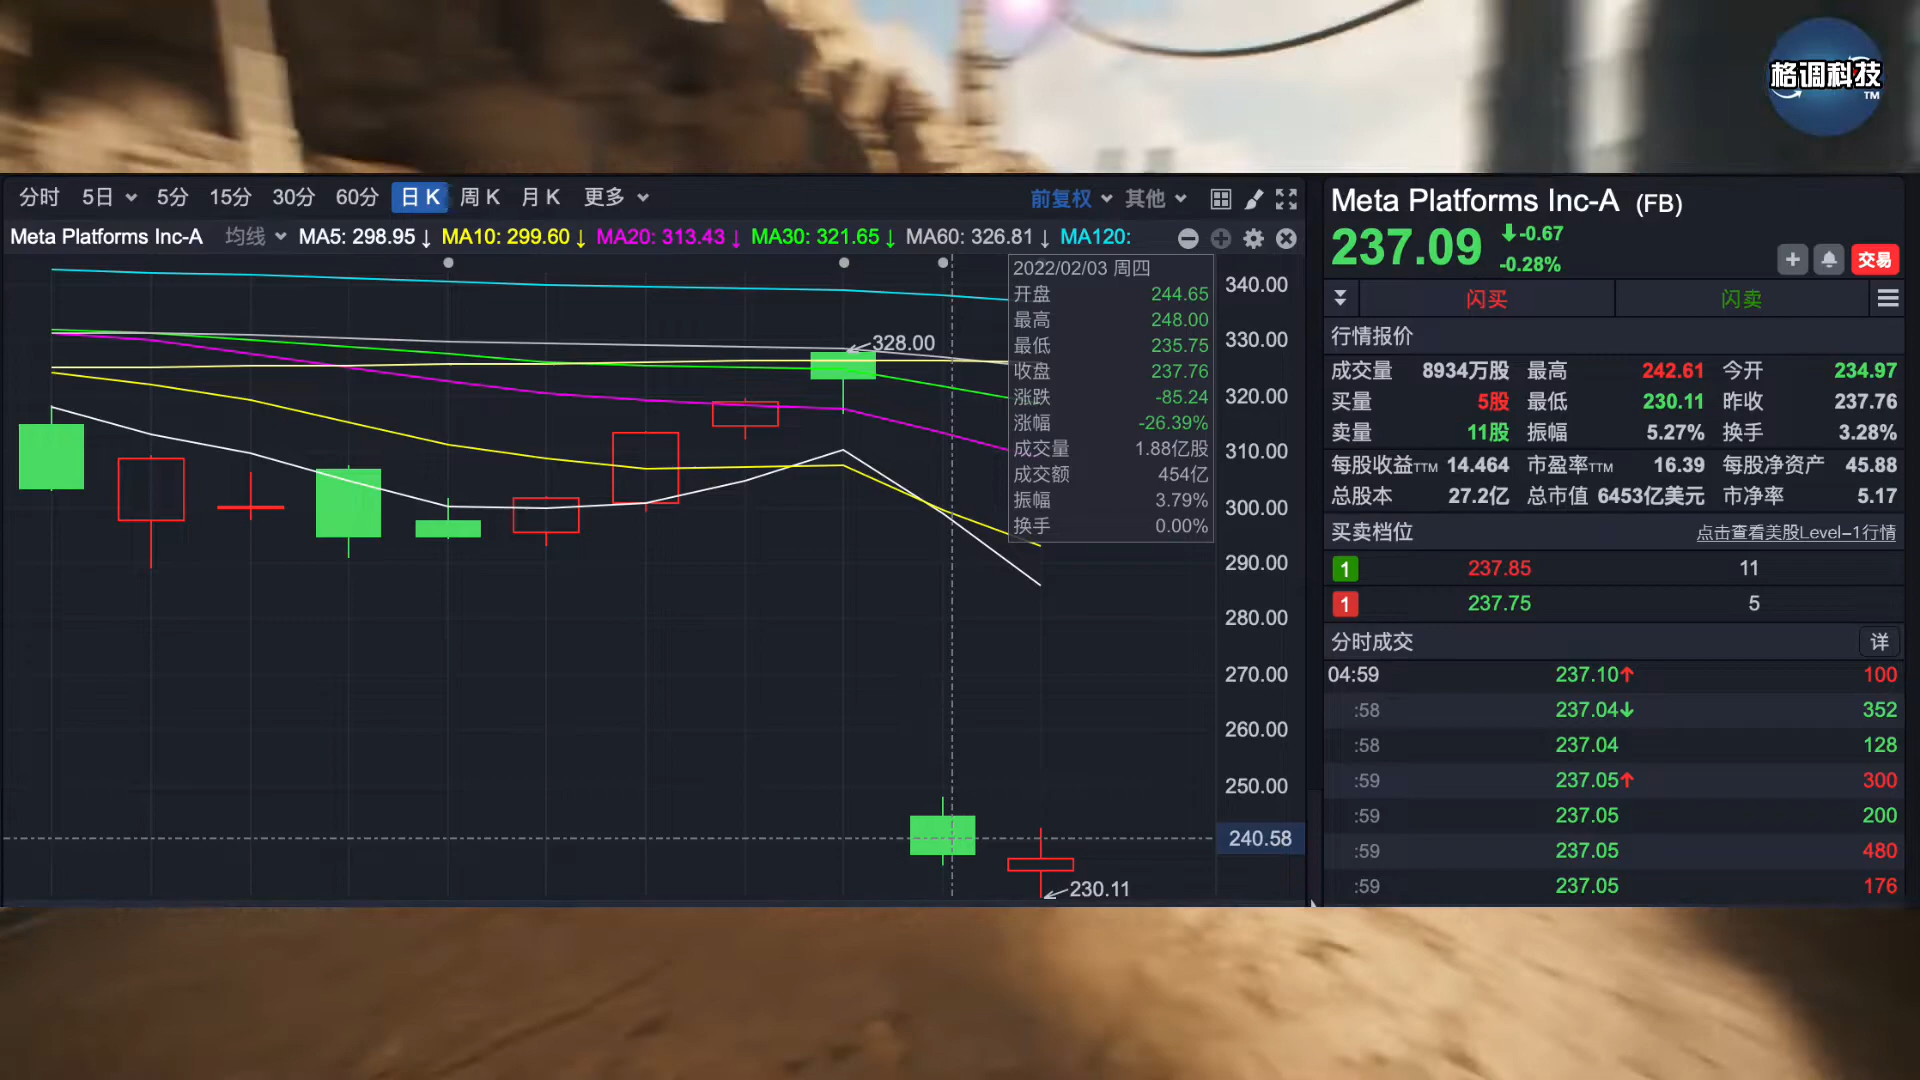 格调科技
TM
分时 5日 5分 15分 30分 60分 日K 周K 月K 更多 前复权 其他
Meta Platforms Inc-A 均线 MA5: 298.95↓ MA10: 299.60↓ MA20: 313.43↓ MA30: 321.65↓ MA60: 326.81↓ MA120:
2022/02/03 周四
开盘 244.65
最高 248.00
最低 235.75
收盘 237.76
涨跌 -85.24
涨幅 -26.39%
成交量 1.88亿股
成交额 454亿
振幅 3.79%
换手 0.00%
328.00
230.11
340.00
330.00
320.00
310.00
300.00
290.00
280.00
270.00
260.00
250.00
240.58
Meta Platforms Inc-A (FB)
237.09 ↓-0.67
-0.28%
交易
闪买 闪卖
行情报价
成交量 8934万股 最高 242.61 今开 234.97
买量 5股 最低 230.11 昨收 237.76
卖量 11股 振幅 5.27% 换手 3.28%
每股收益TTM 14.464 市盈率TTM 16.39 每股净资产 45.88
总股本 27.2亿 总市值 6453亿美元 市净率 5.17
买卖档位 点击查看美股Level-1行情
1 237.85 11
1 237.75 5
分时成交 详
04:59 237.10↑ 100
:58 237.04↓ 352
:58 237.04 128
:59 237.05↑ 300
:59 237.05 200
:59 237.05 480
:59 237.05 176